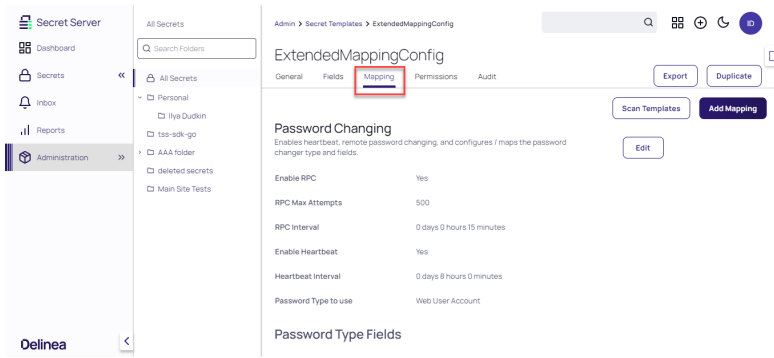 Secret Server
Dashboard
Secrets
Inbox
Reports
Administration
Delinea
All Secrets
Search Folders
All Secrets
Personal
Ilya Dudkin
tss-sdk-go
AAA folder
deleted secrets
Main Site Tests
Admin > Secret Templates > ExtendedMappingConfig
ID
ExtendedMappingConfig
General Fields Mapping Permissions Audit
Export Duplicate
Scan Templates Add Mapping
Password Changing
Enables heartbeat, remote password changing, and configures / maps the password
changer type and fields.
Edit
Enable RPC Yes
RPC Max Attempts 500
RPC Interval 0 days 0 hours 15 minutes
Enable Heartbeat Yes
Heartbeat Interval 0 days 8 hours 0 minutes
Password Type to use Web User Account
Password Type Fields